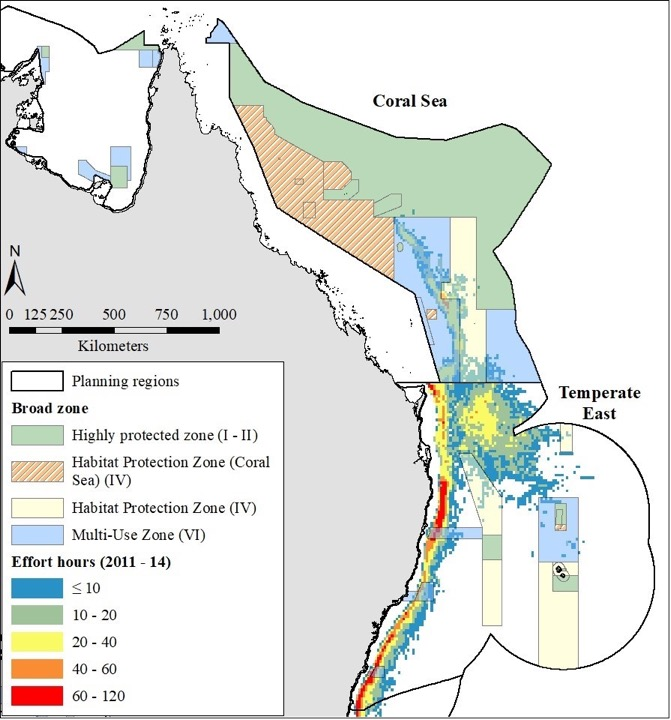 Coral Sea
N
0 125 250 500 750 1,000
Kilometers
Temperate
East
Planning regions
Broad zone
Highly protected zone (I - II)
Habitat Protection Zone (Coral
Sea) (IV)
Habitat Protection Zone (IV)
Multi-Use Zone (VI)
Effort hours (2011 - 14)
≤ 10
10 - 20
20 - 40
40 - 60
60 - 120